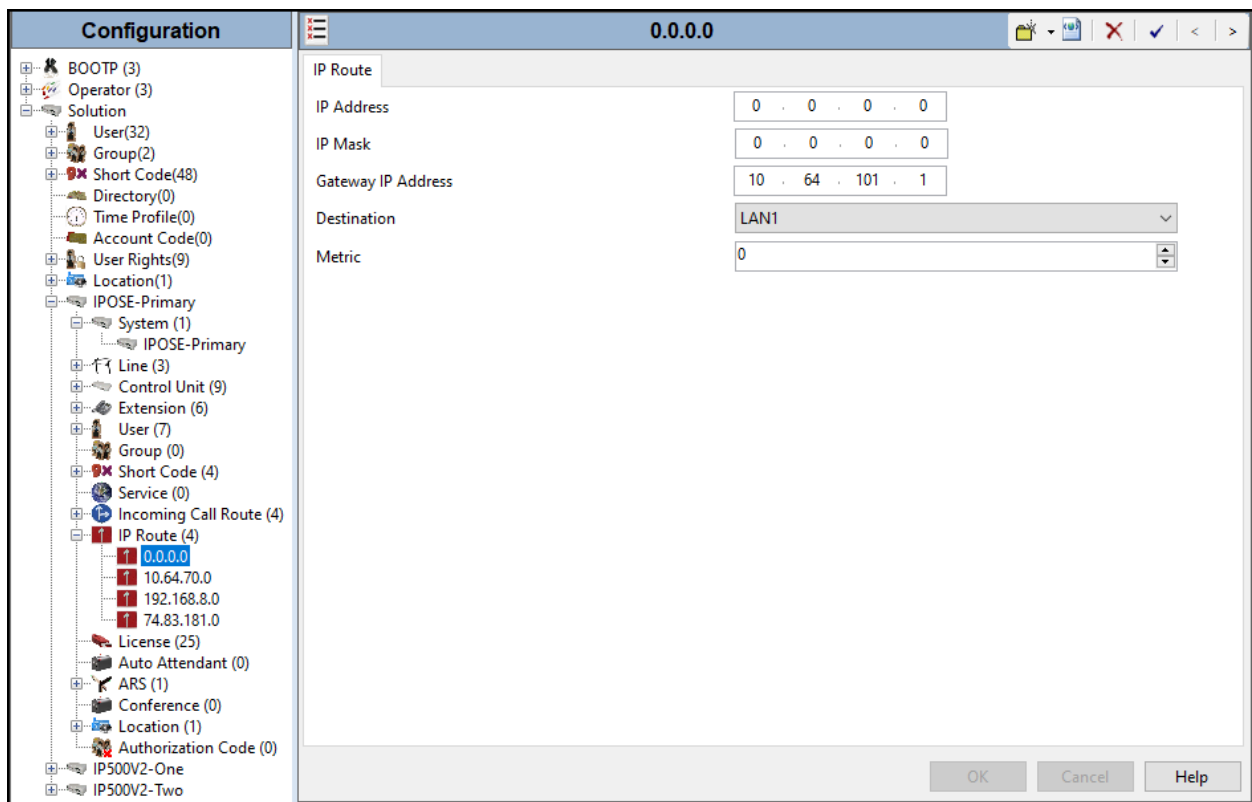 Configuration
BOOTP (3)
Operator (3)
Solution
User(32)
Group(2)
Short Code(48)
Directory(0)
Time Profile(0)
Account Code(0)
User Rights(9)
Location(1)
IPOSE-Primary
System (1)
IPOSE-Primary
Line (3)
Control Unit (9)
Extension (6)
User (7)
Group (0)
Short Code (4)
Service (0)
Incoming Call Route (4)
IP Route (4)
0.0.0.0
10.64.70.0
192.168.8.0
74.83.181.0
License (25)
Auto Attendant (0)
ARS (1)
Conference (0)
Location (1)
Authorization Code (0)
IP500V2-One
IP500V2-Two
0.0.0.0
IP Route
IP Address 0 . 0 . 0 . 0
IP Mask 0 . 0 . 0 . 0
Gateway IP Address 10 . 64 . 101 . 1
Destination LAN1
Metric 0
OK Cancel Help